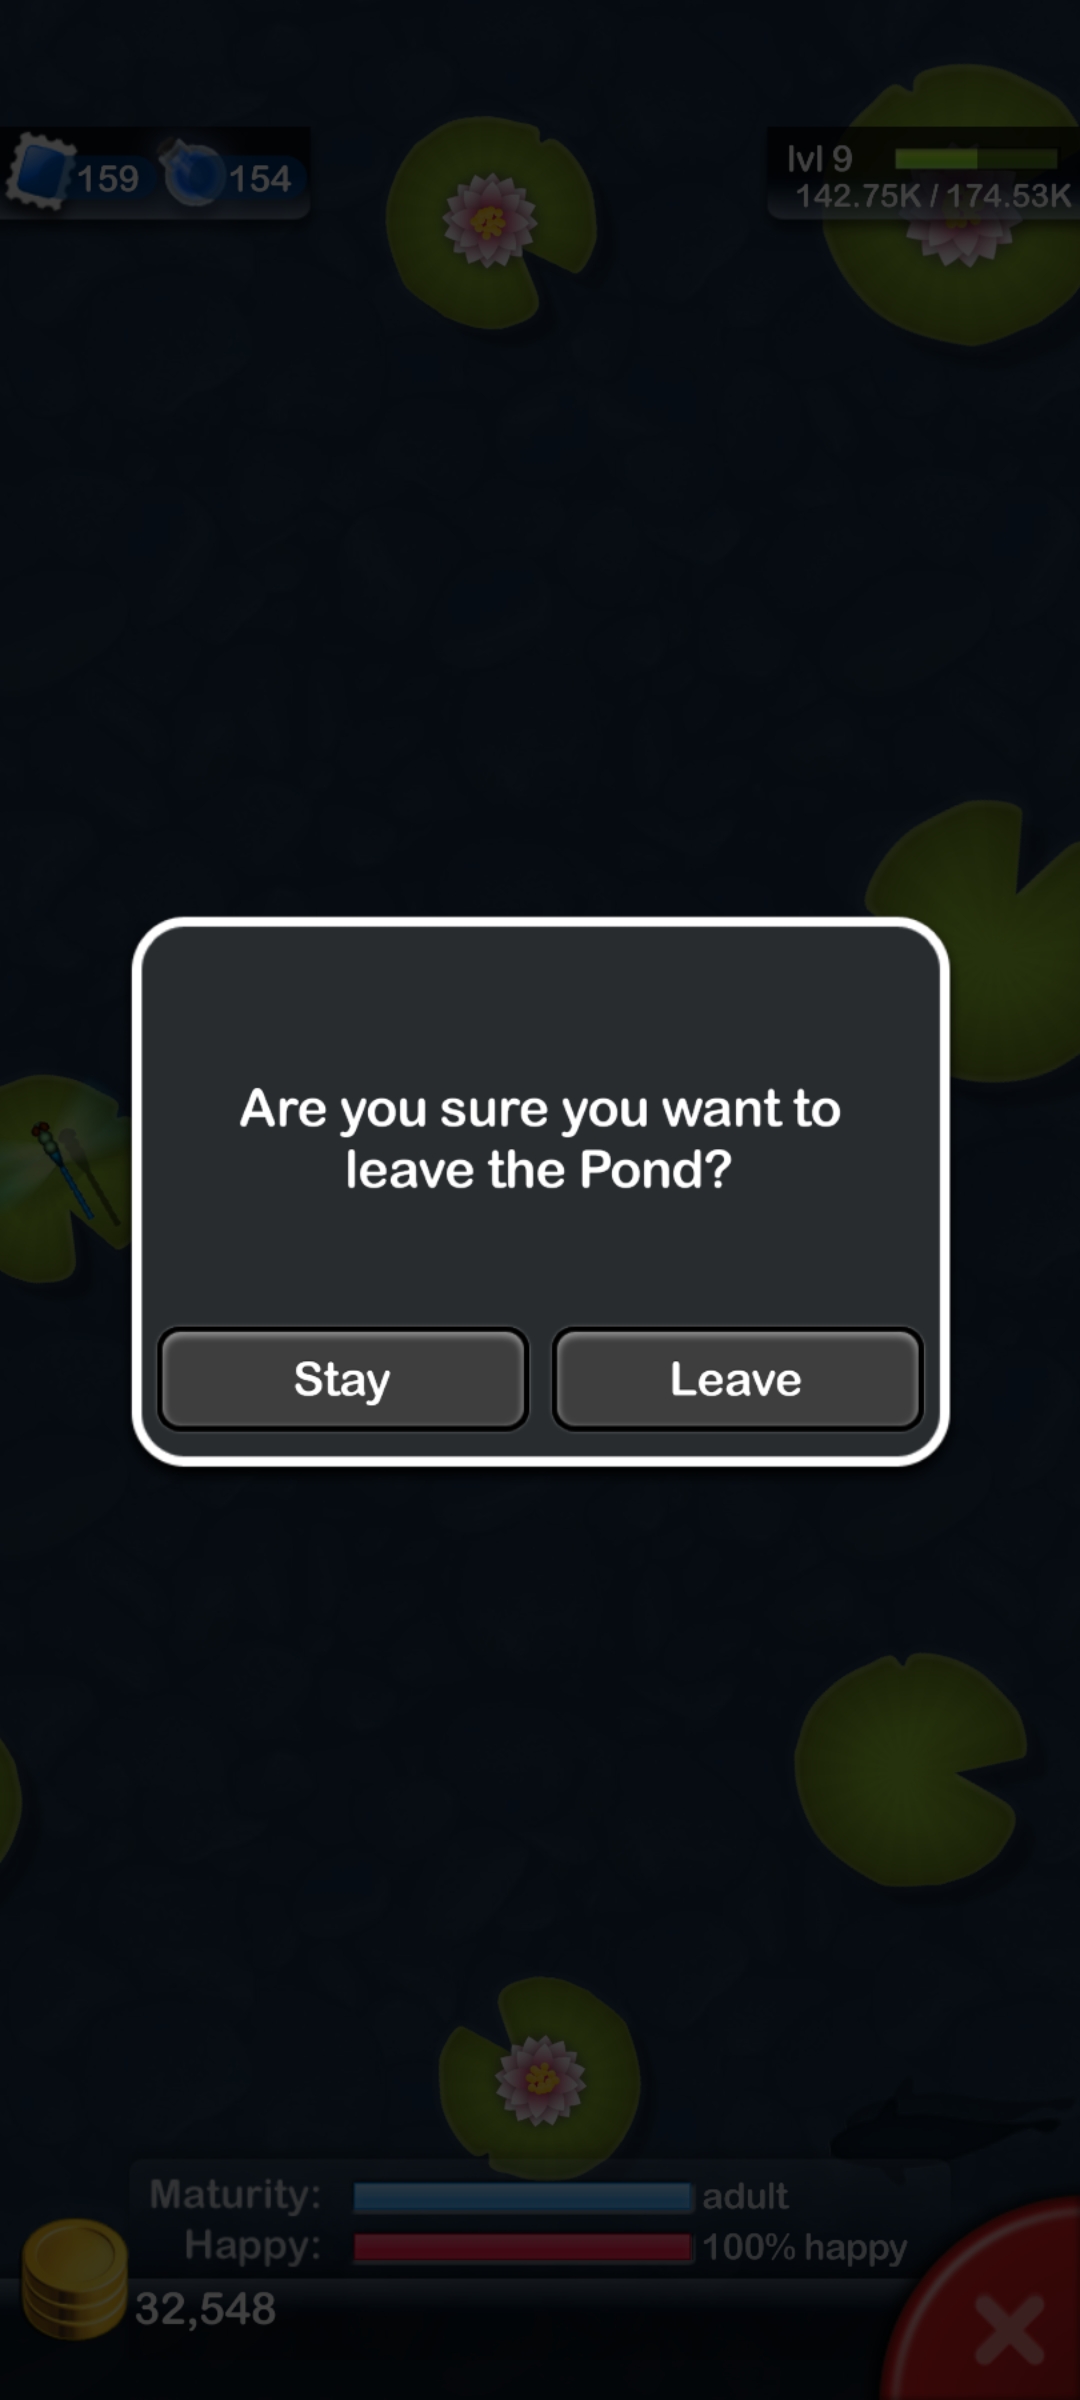 159 154
lvl 9
142.75K / 174.53K
Are you sure you want to
leave the Pond?
Stay Leave
Maturity: adult
Happy: 100% happy
32,548